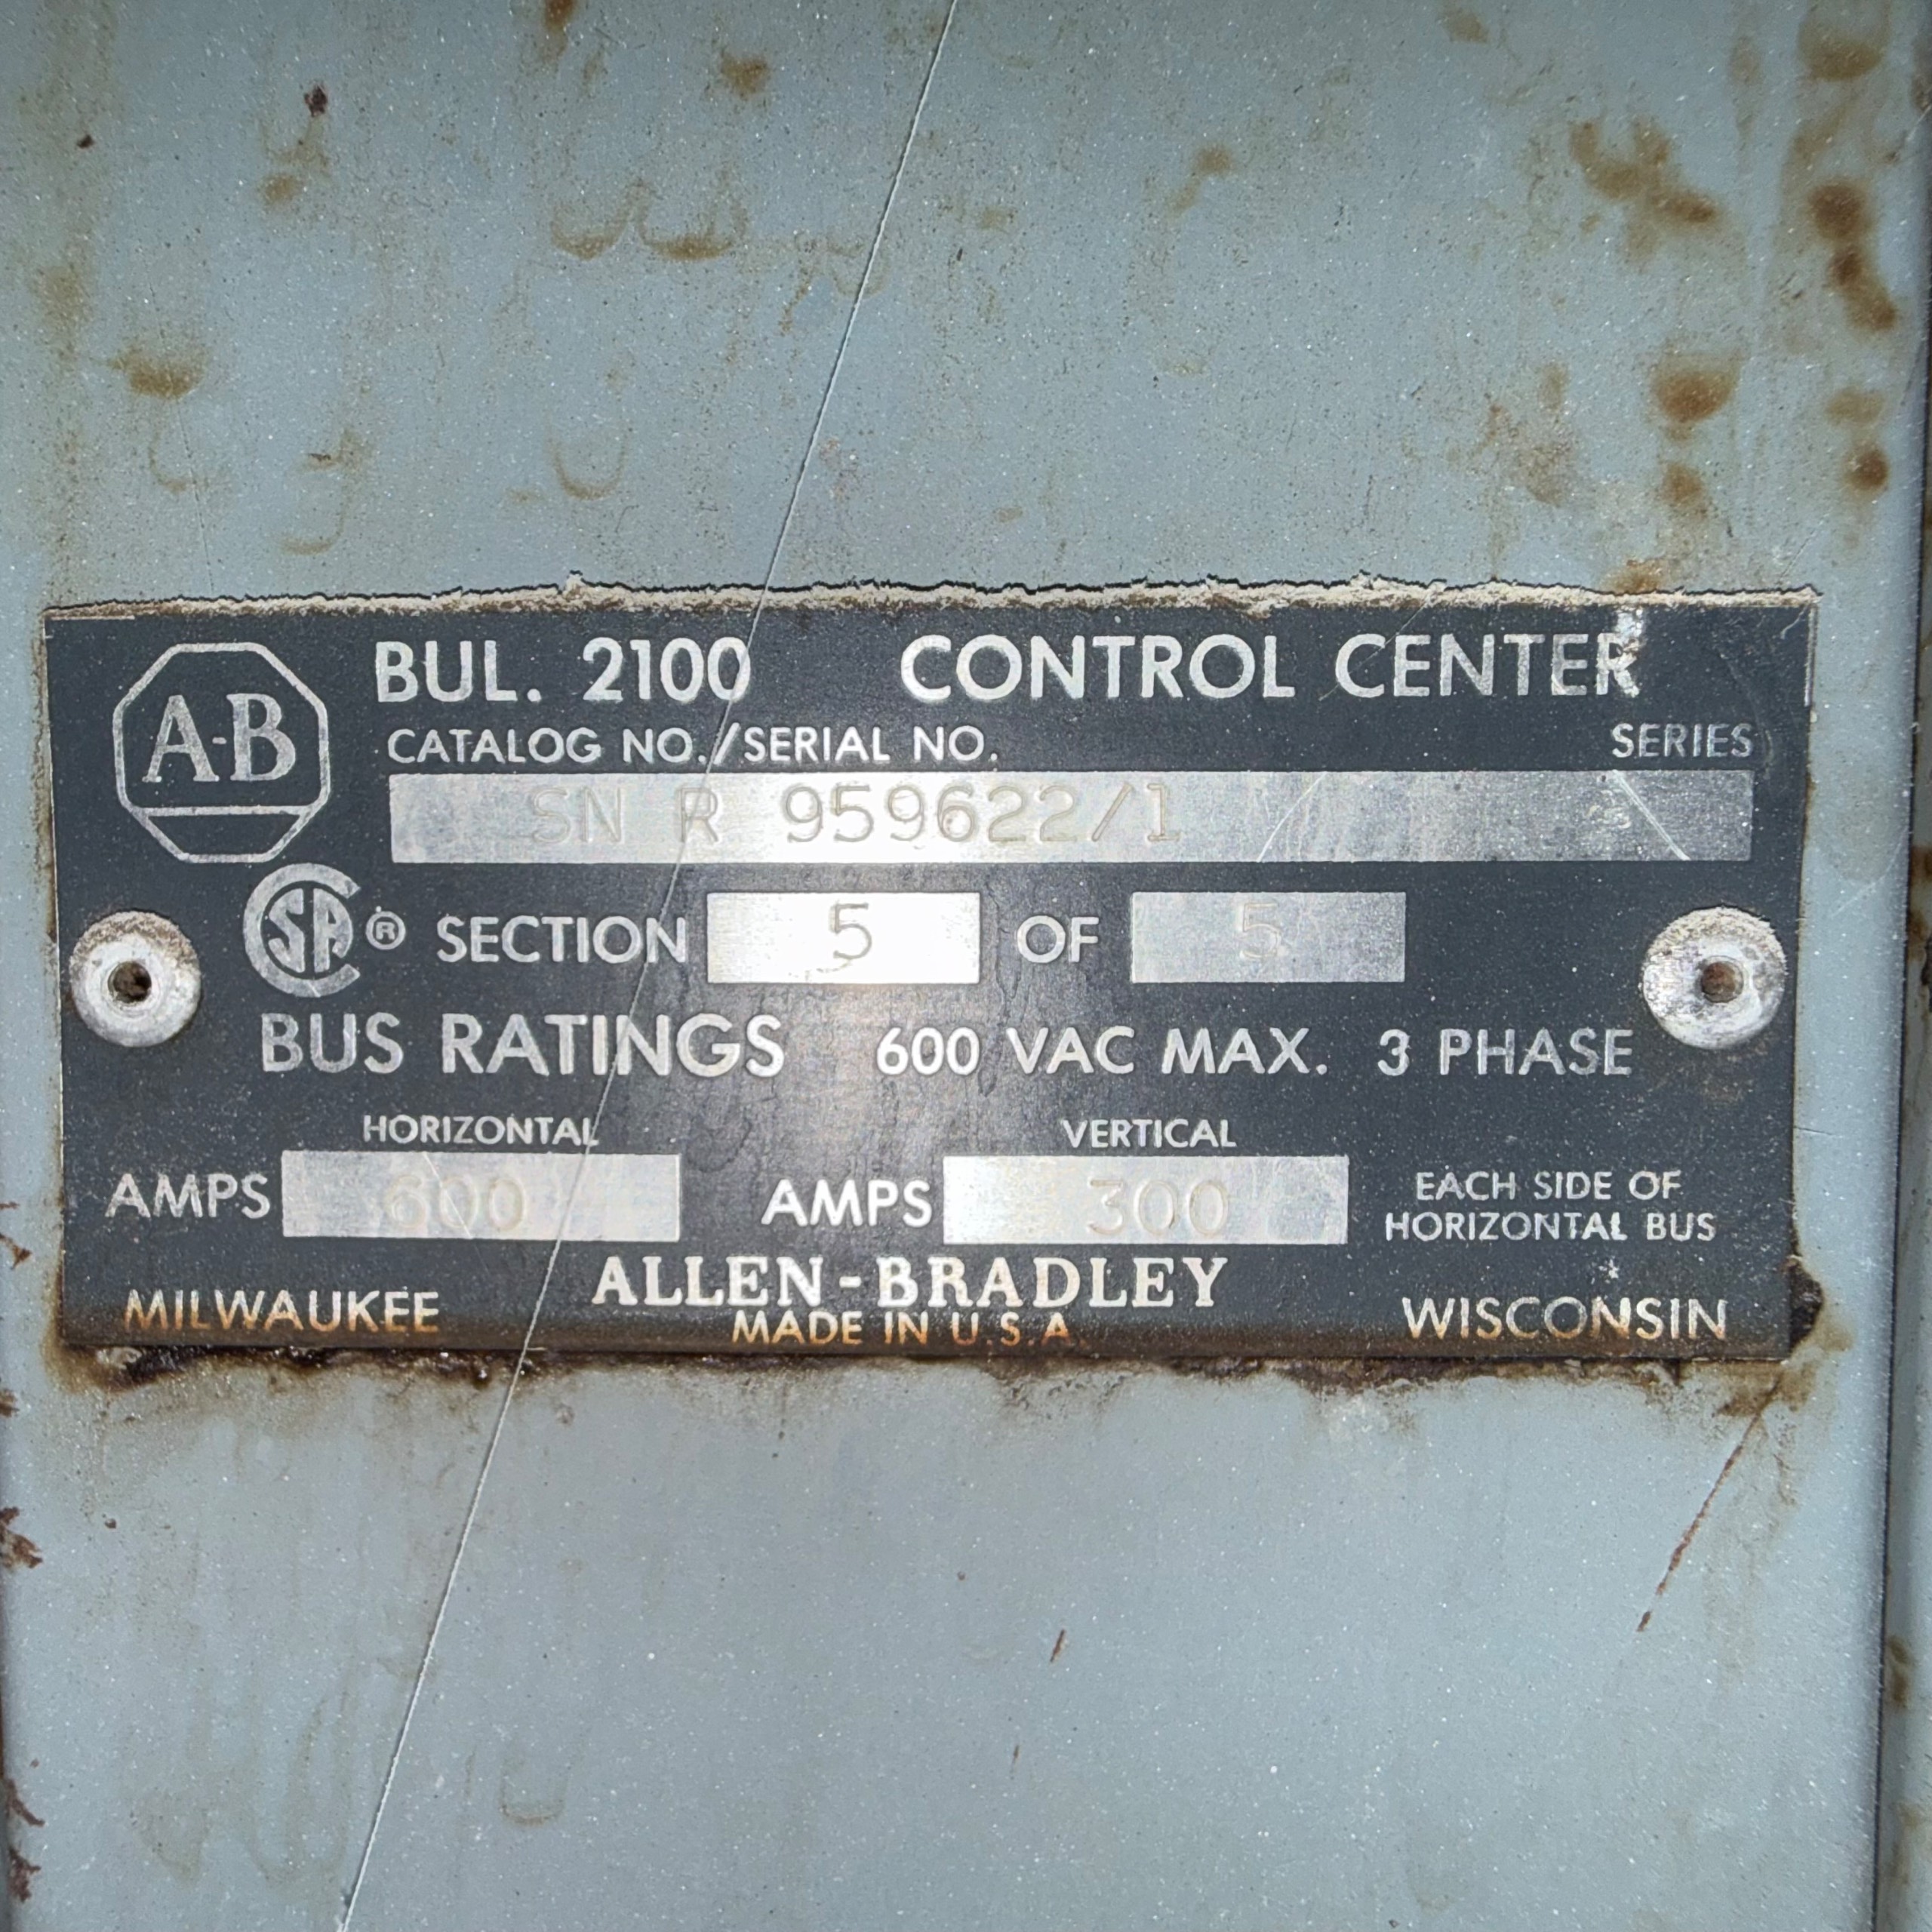 A-B
BUL. 2100 CONTROL CENTER
CATALOG NO./SERIAL NO. SERIES
SN R 959622/1
SA ® SECTION 5 OF 5
BUS RATINGS 600 VAC MAX. 3 PHASE
HORIZONTAL VERTICAL
AMPS 600 AMPS 300 EACH SIDE OF
HORIZONTAL BUS
ALLEN-BRADLEY
MILWAUKEE MADE IN U.S.A. WISCONSIN